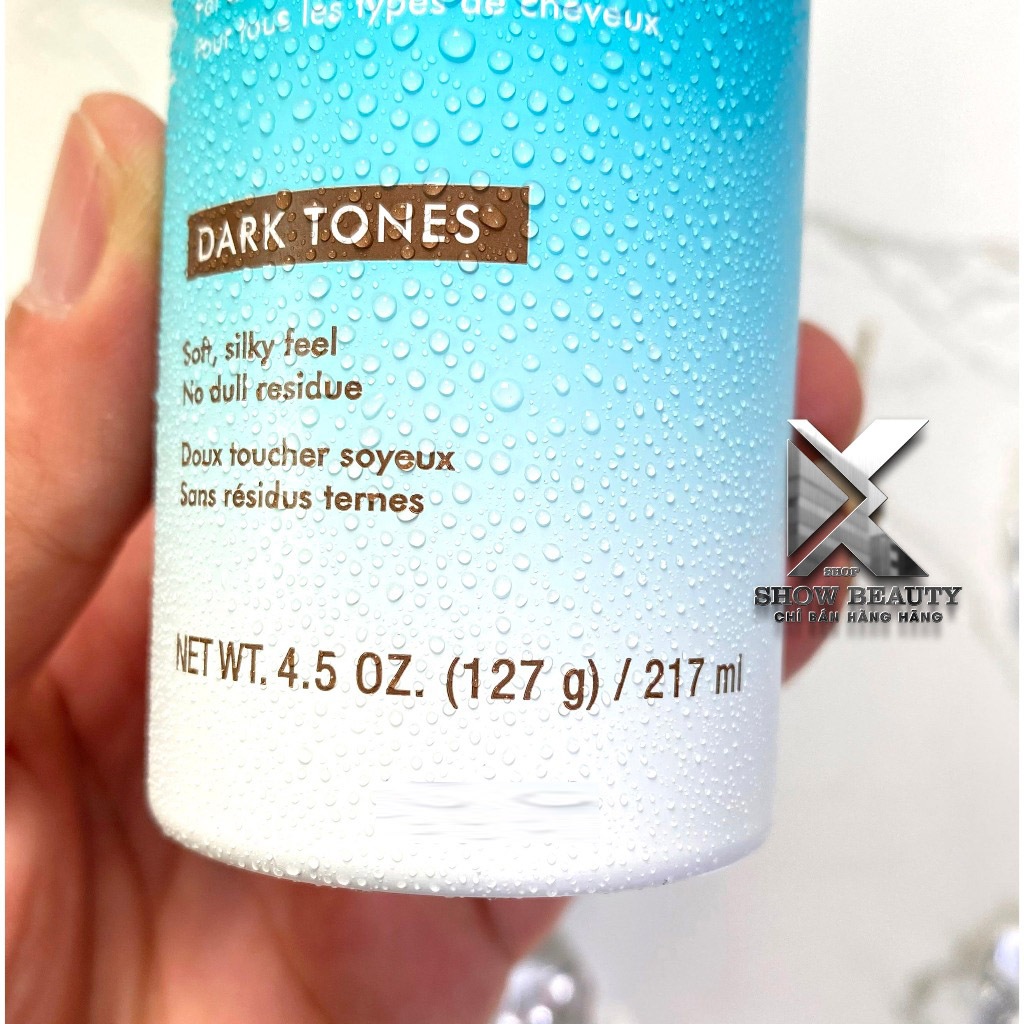 Pour tous les types de cheveux
DARK TONES
Soft, silky feel
No dull residue
Doux toucher soyeux
Sans résidus ternes
NET WT. 4.5 OZ. (127 g) / 217 ml
SHOP
SHOW BEAUTY
CHỈ BÁN HÀNG HÃNG